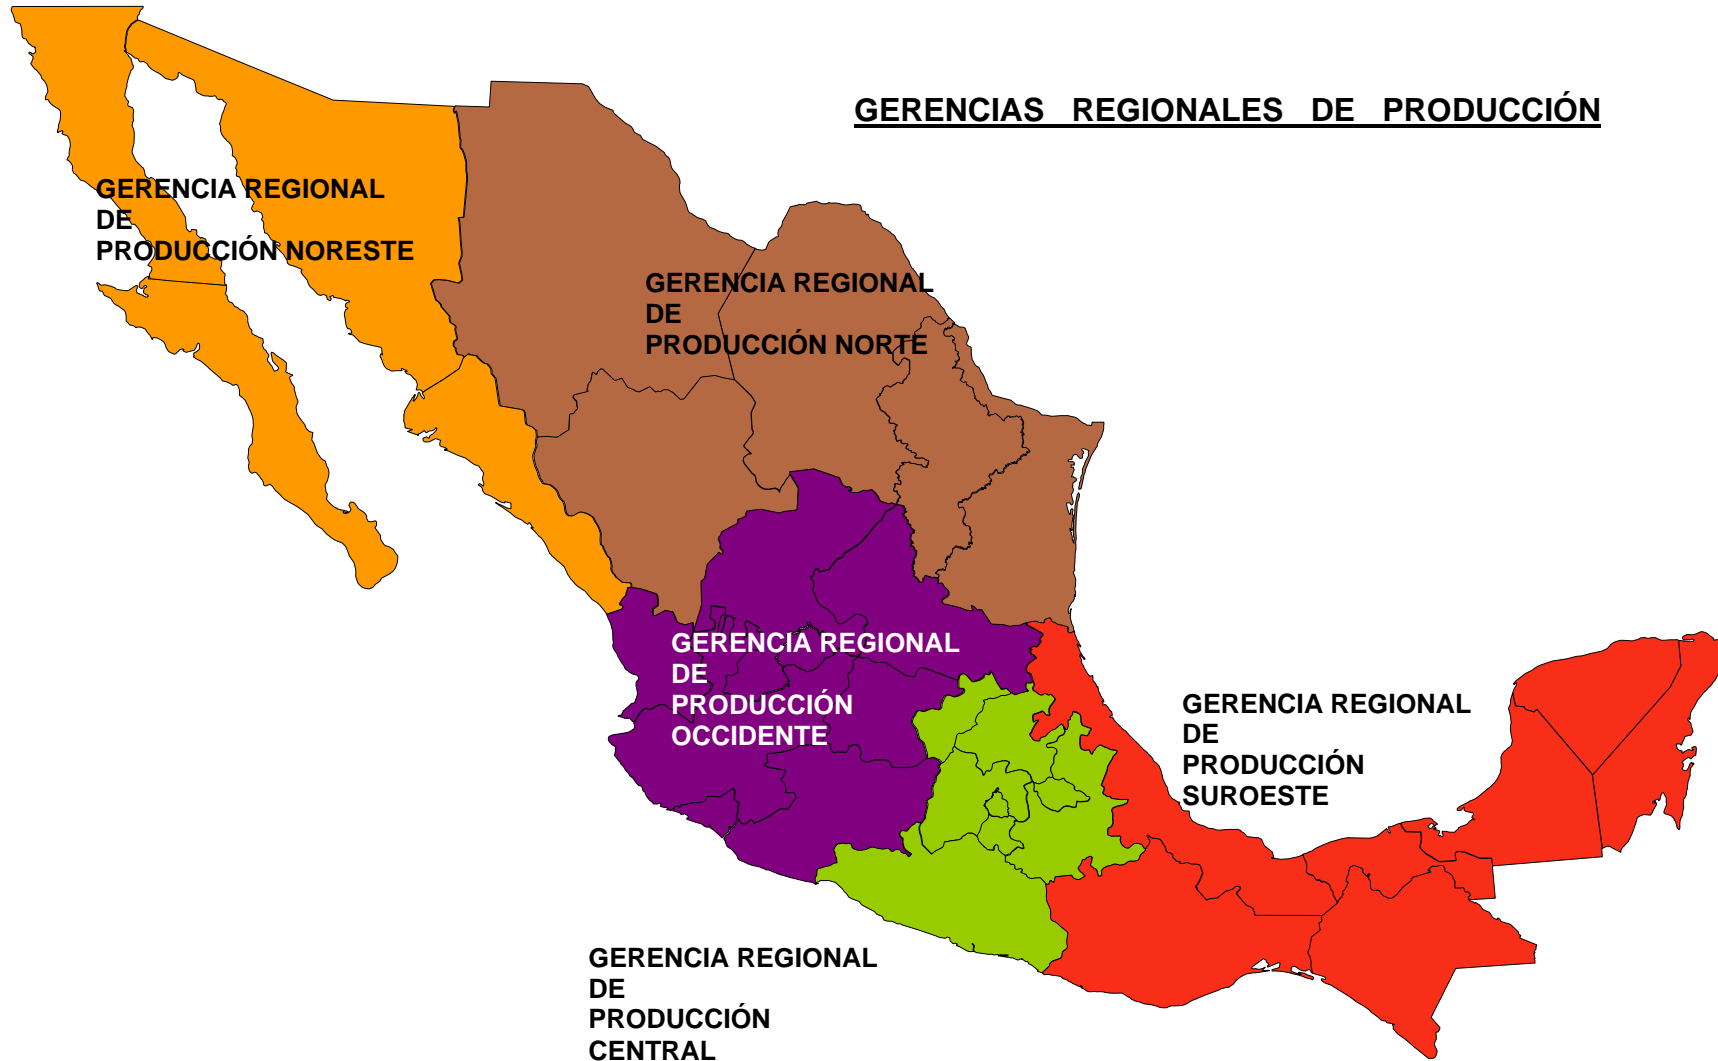 GERENCIAS REGIONALES DE PRODUCCIÓN
GERENCIA REGIONAL
DE
PRODUCCIÓN NORESTE
GERENCIA REGIONAL
DE
PRODUCCIÓN NORTE
GERENCIA REGIONAL
DE
PRODUCCIÓN
OCCIDENTE
GERENCIA REGIONAL
DE
PRODUCCIÓN
SUROESTE
GERENCIA REGIONAL
DE
PRODUCCIÓN
CENTRAL